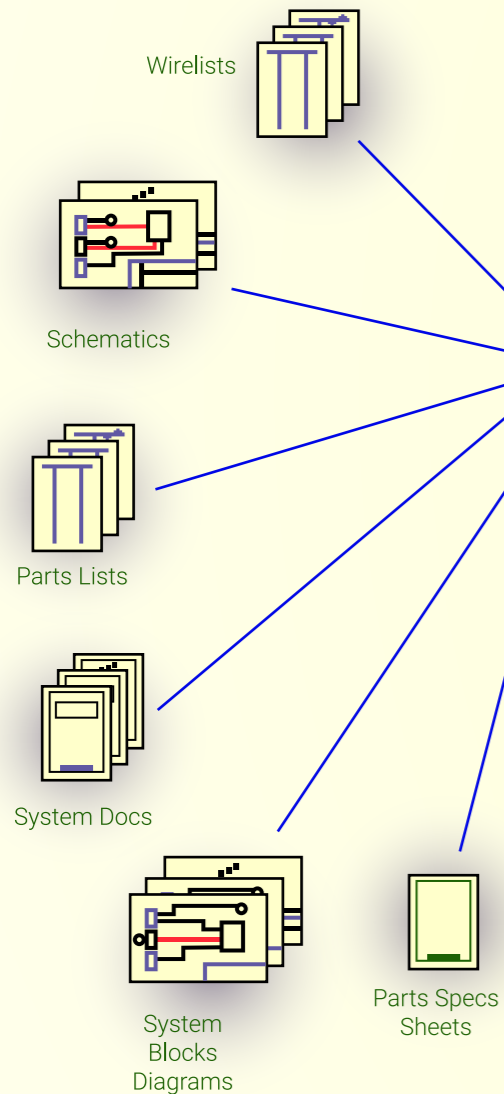 Wirelists
Schematics
Parts Lists
System Docs
System
Blocks
Diagrams
Parts Specs
Sheets